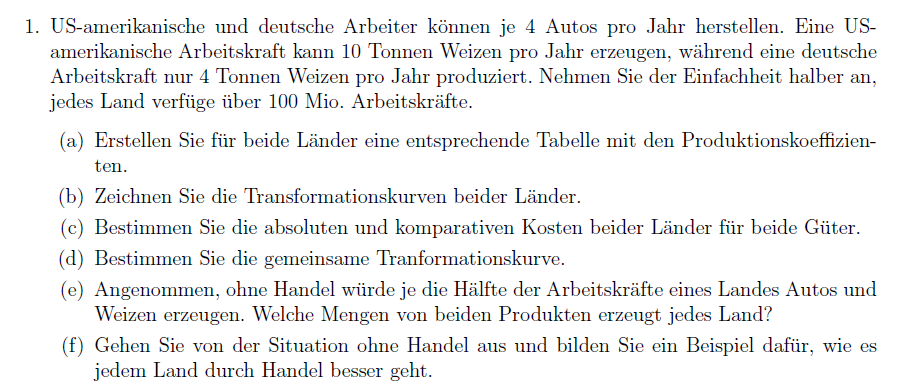 1. US-amerikanische und deutsche Arbeiter können je 4 Autos pro Jahr herstellen. Eine US-
amerikanische Arbeitskraft kann 10 Tonnen Weizen pro Jahr erzeugen, während eine deutsche
Arbeitskraft nur 4 Tonnen Weizen pro Jahr produziert. Nehmen Sie der Einfachheit halber an,
jedes Land verfüge über 100 Mio. Arbeitskräfte.
(a) Erstellen Sie für beide Länder eine entsprechende Tabelle mit den Produktionskoeffizien-
ten.
(b) Zeichnen Sie die Transformationskurven beider Länder.
(c) Bestimmen Sie die absoluten und komparativen Kosten beider Länder für beide Güter.
(d) Bestimmen Sie die gemeinsame Tranformationskurve.
(e) Angenommen, ohne Handel würde je die Hälfte der Arbeitskräfte eines Landes Autos und
Weizen erzeugen. Welche Mengen von beiden Produkten erzeugt jedes Land?
(f) Gehen Sie von der Situation ohne Handel aus und bilden Sie ein Beispiel dafür, wie es
jedem Land durch Handel besser geht.